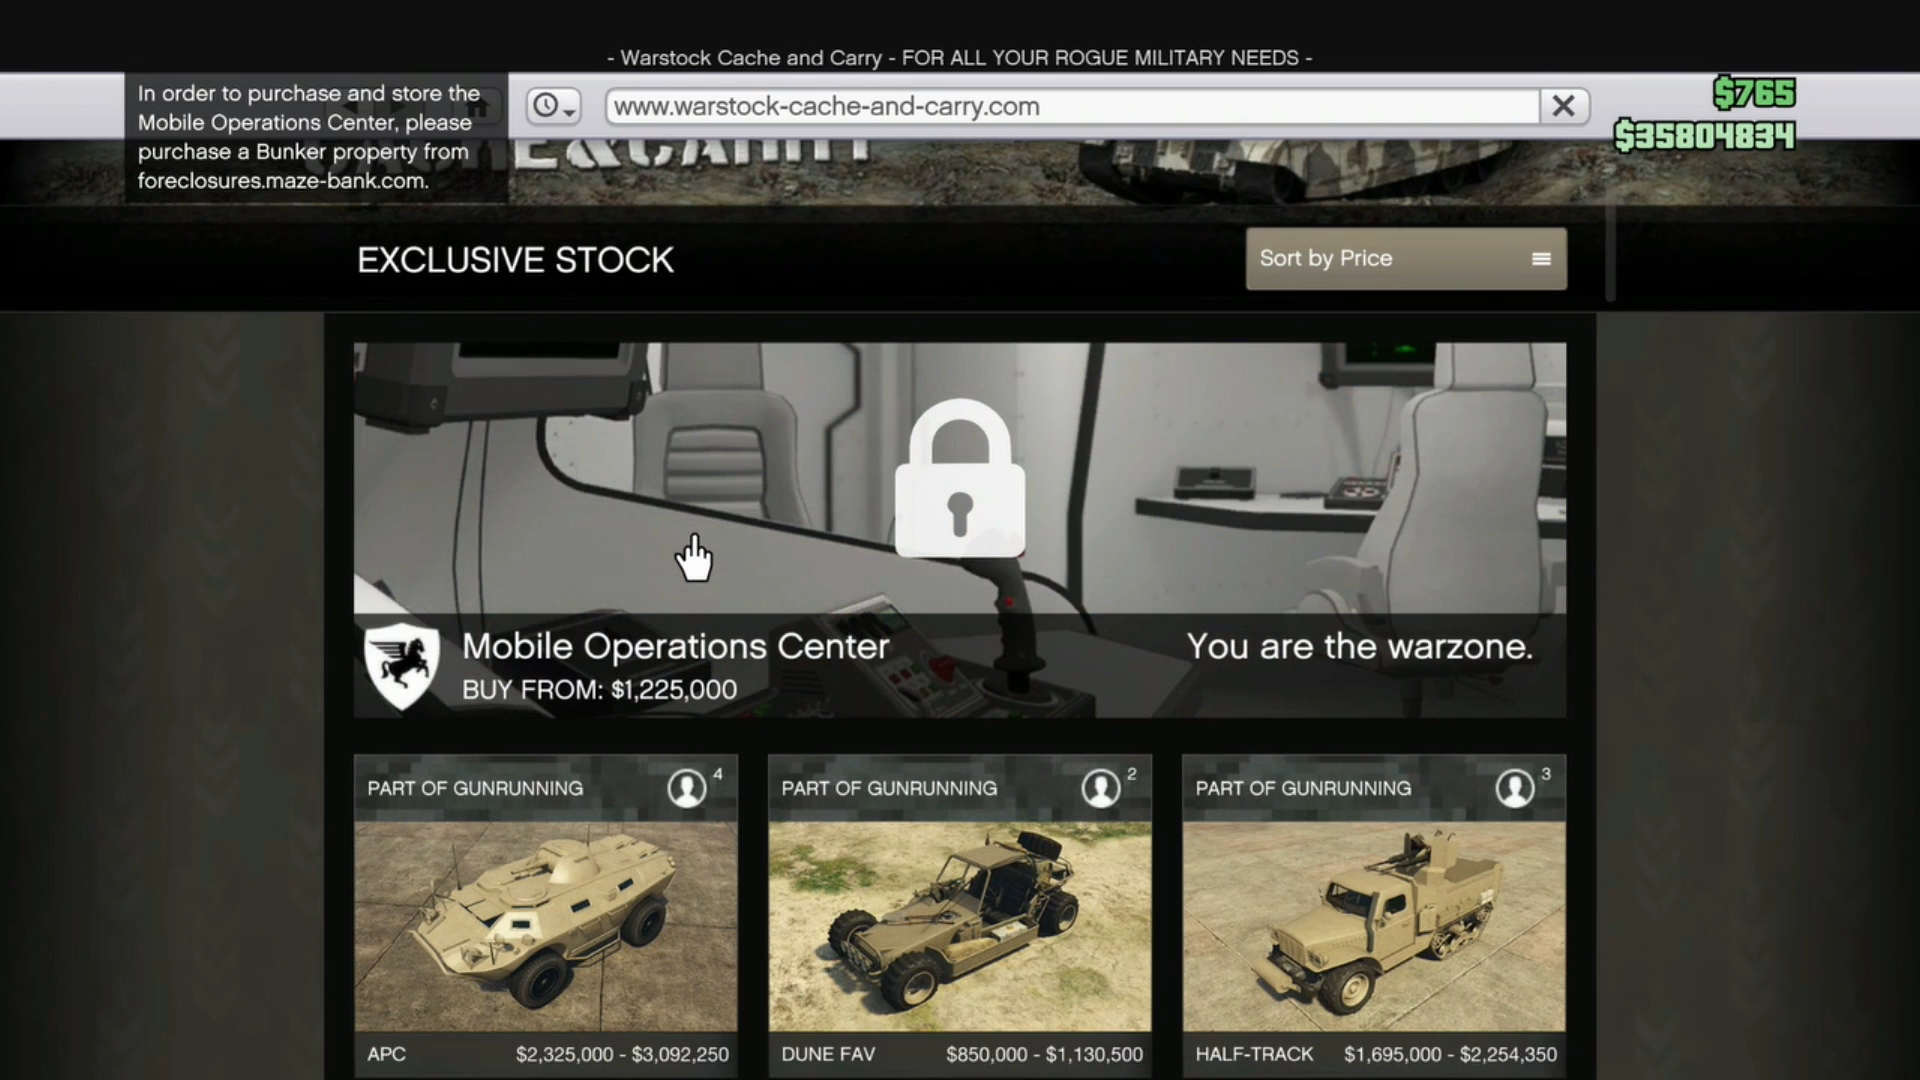 - Warstock Cache and Carry - FOR ALL YOUR ROGUE MILITARY NEEDS -
In order to purchase and store the
Mobile Operations Center, please
purchase a Bunker property from
foreclosures.maze-bank.com.
www.warstock-cache-and-carry.com
$765
$35804834
EXCLUSIVE STOCK
Sort by Price
Mobile Operations Center
You are the warzone.
BUY FROM: $1,225,000
PART OF GUNRUNNING 4
PART OF GUNRUNNING 2
PART OF GUNRUNNING 3
APC $2,325,000 - $3,092,250
DUNE FAV $850,000 - $1,130,500
HALF-TRACK $1,695,000 - $2,254,350